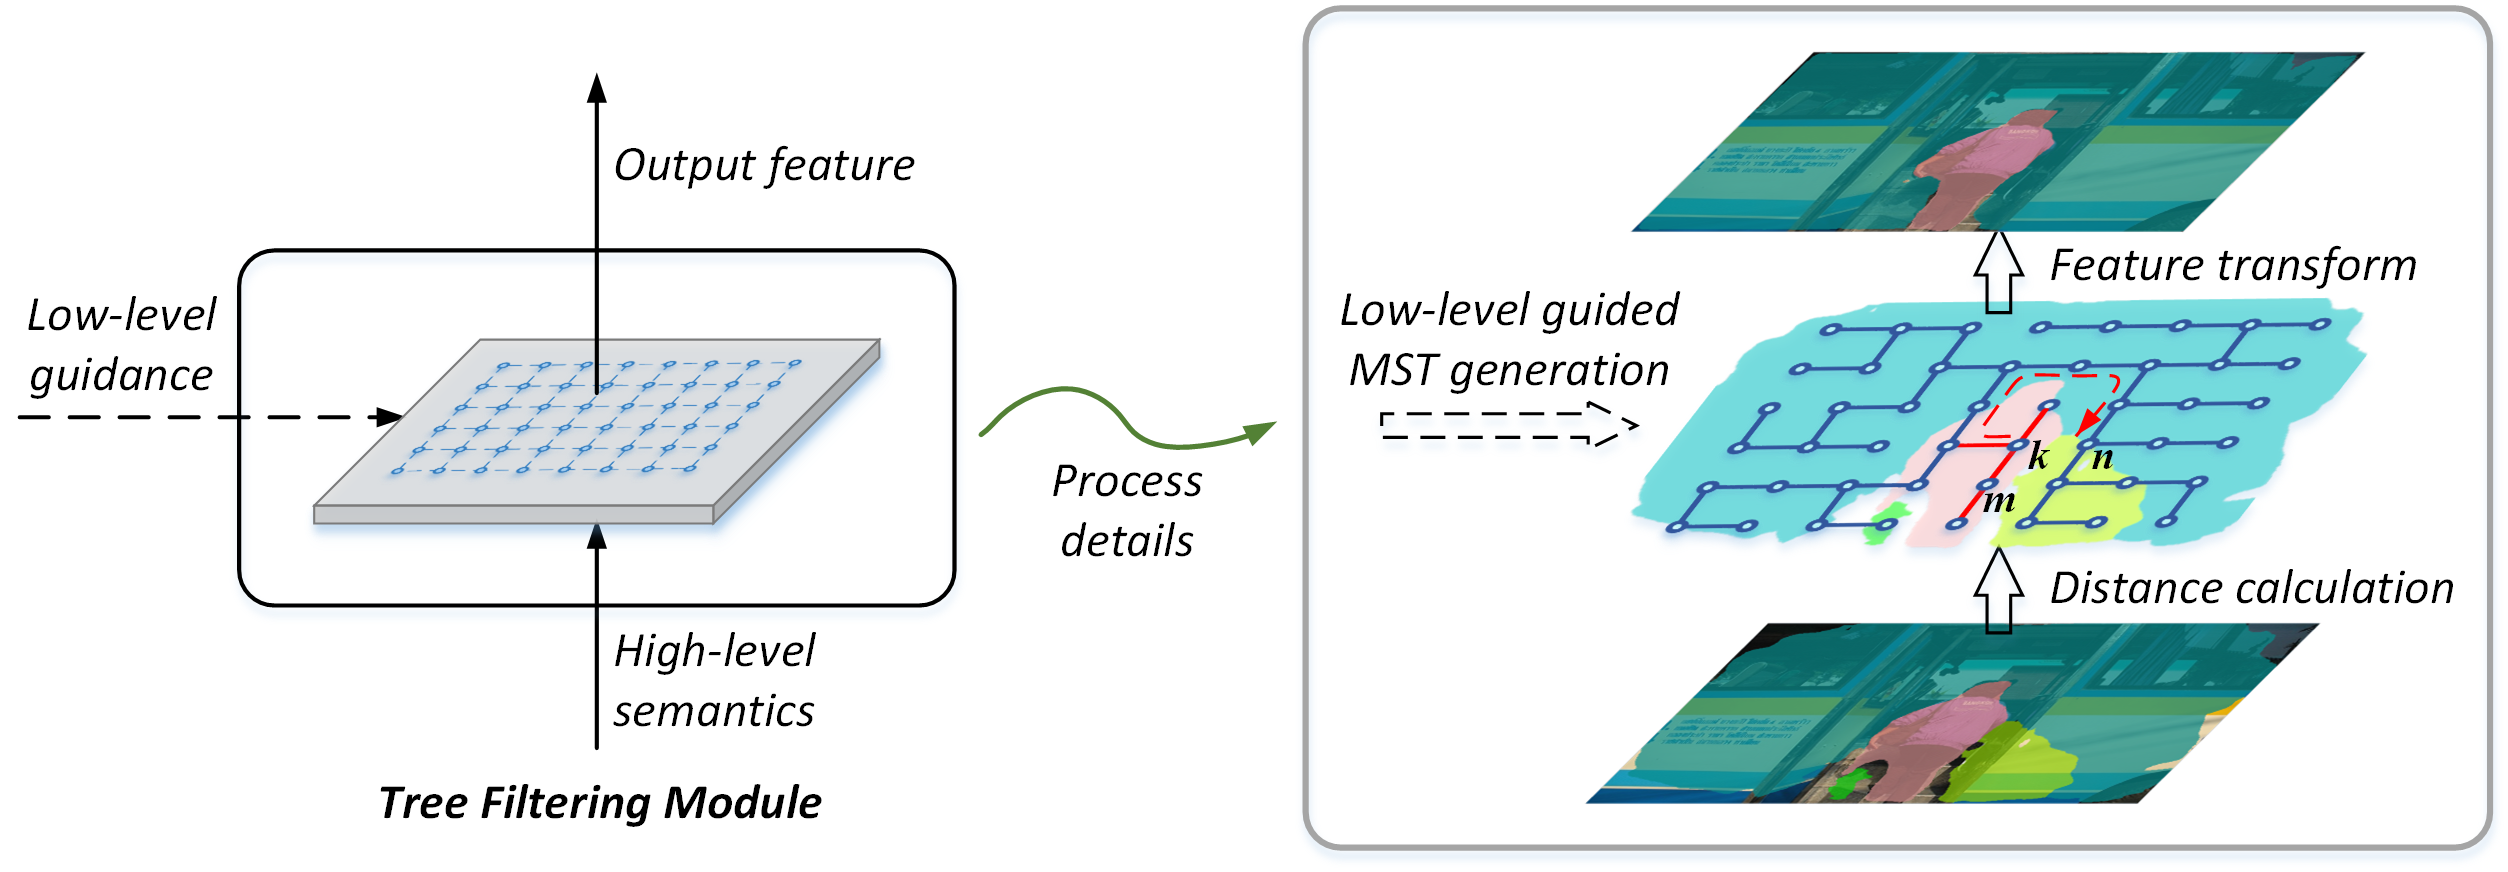 Output feature
Low-level
guidance
High-level
semantics
Tree Filtering Module
Process
details
Feature transform
Low-level guided
MST generation
k
n
m
Distance calculation